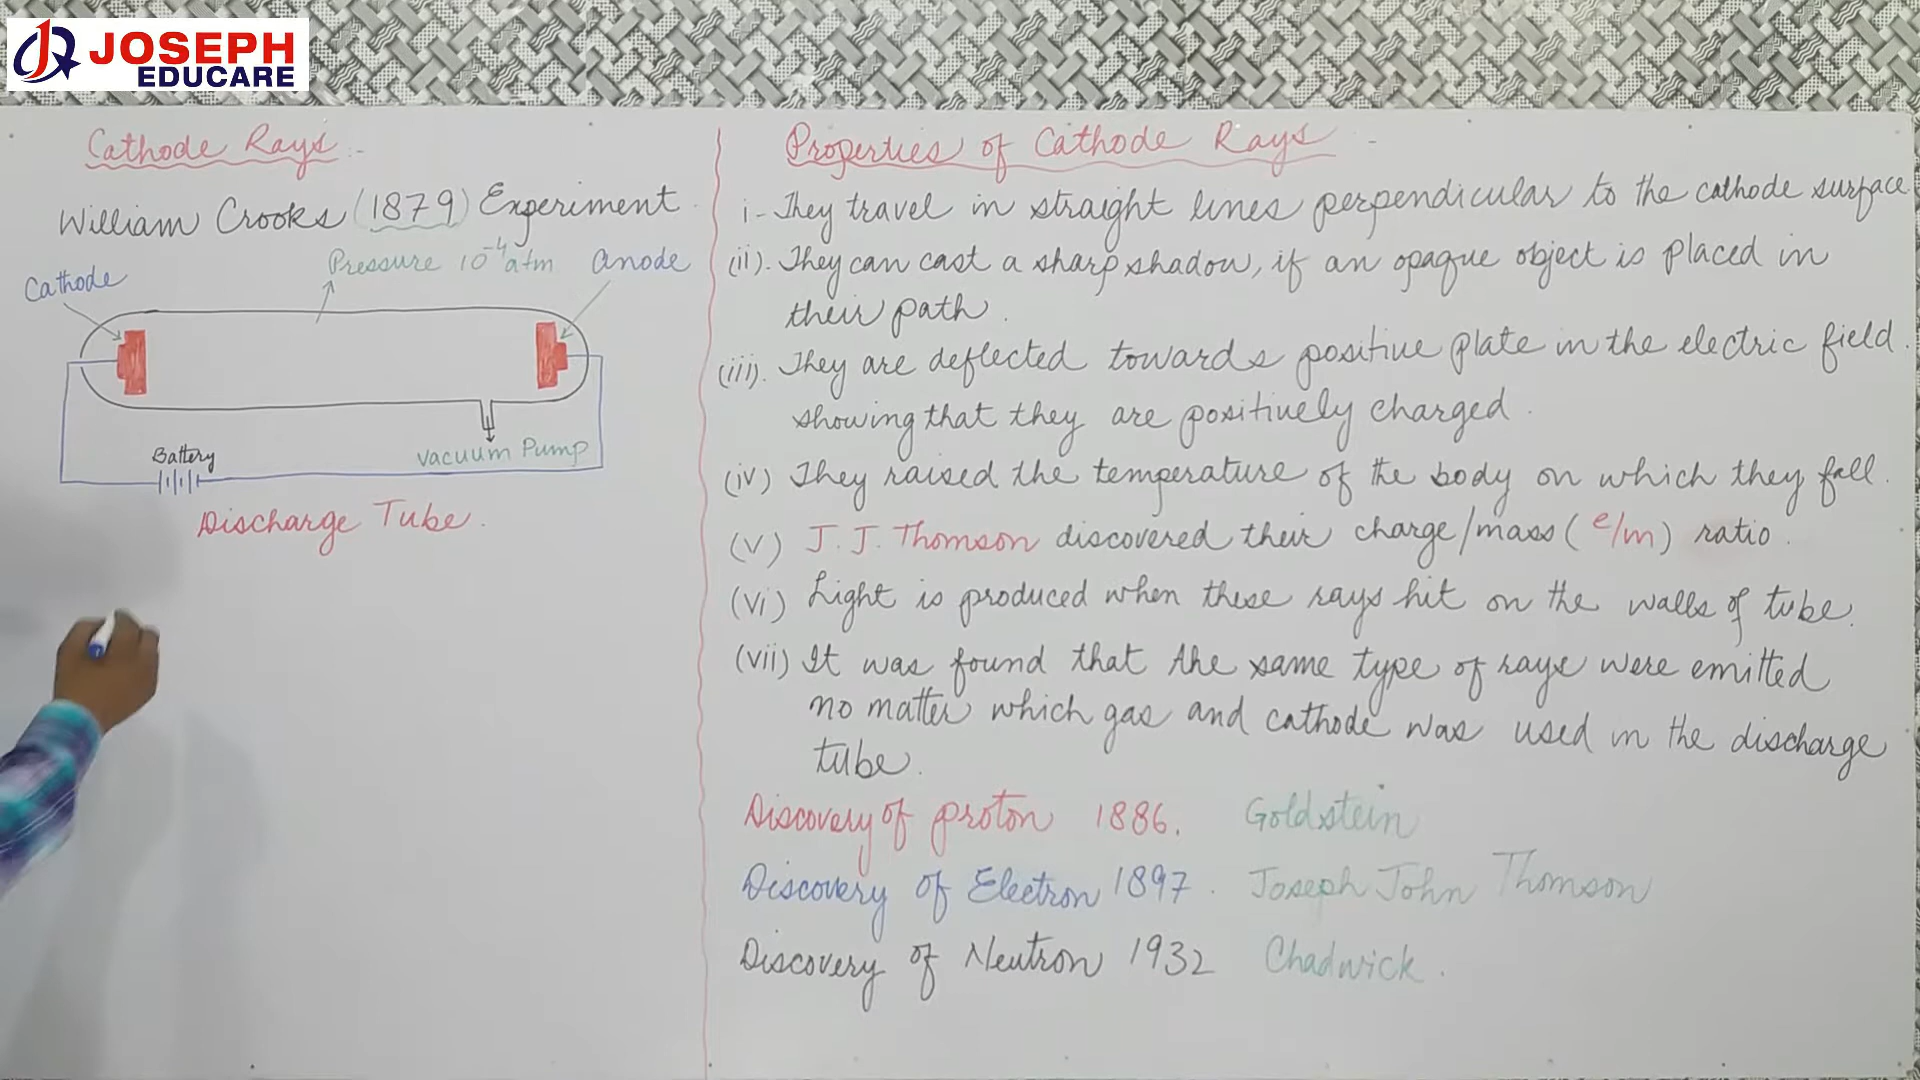 JOSEPH
EDUCARE
Cathode Rays :-
William Crooks (1879) Experiment
Pressure 10⁻⁴ atm
Anode
Cathode
Battery
Vacuum Pump
Discharge Tube.
Properties of Cathode Rays -
i- They travel in straight lines perpendicular to the cathode surface
(ii). They can cast a sharp shadow, if an opaque object is placed in
their path.
(iii). They are deflected towards positive plate in the electric field.
showing that they are positively charged.
(iv) They raised the temperature of the body on which they fall.
(v) J. J. Thomson discovered their charge/mass (e/m) ratio.
(vi) Light is produced when these rays hit on the walls of tube.
(vii) It was found that the same type of rays were emitted
no matter which gas and cathode was used in the discharge
tube.
Discovery of proton 1886. Goldstein
Discovery of Electron 1897. Joseph John Thomson
Discovery of Neutron 1932 Chadwick.